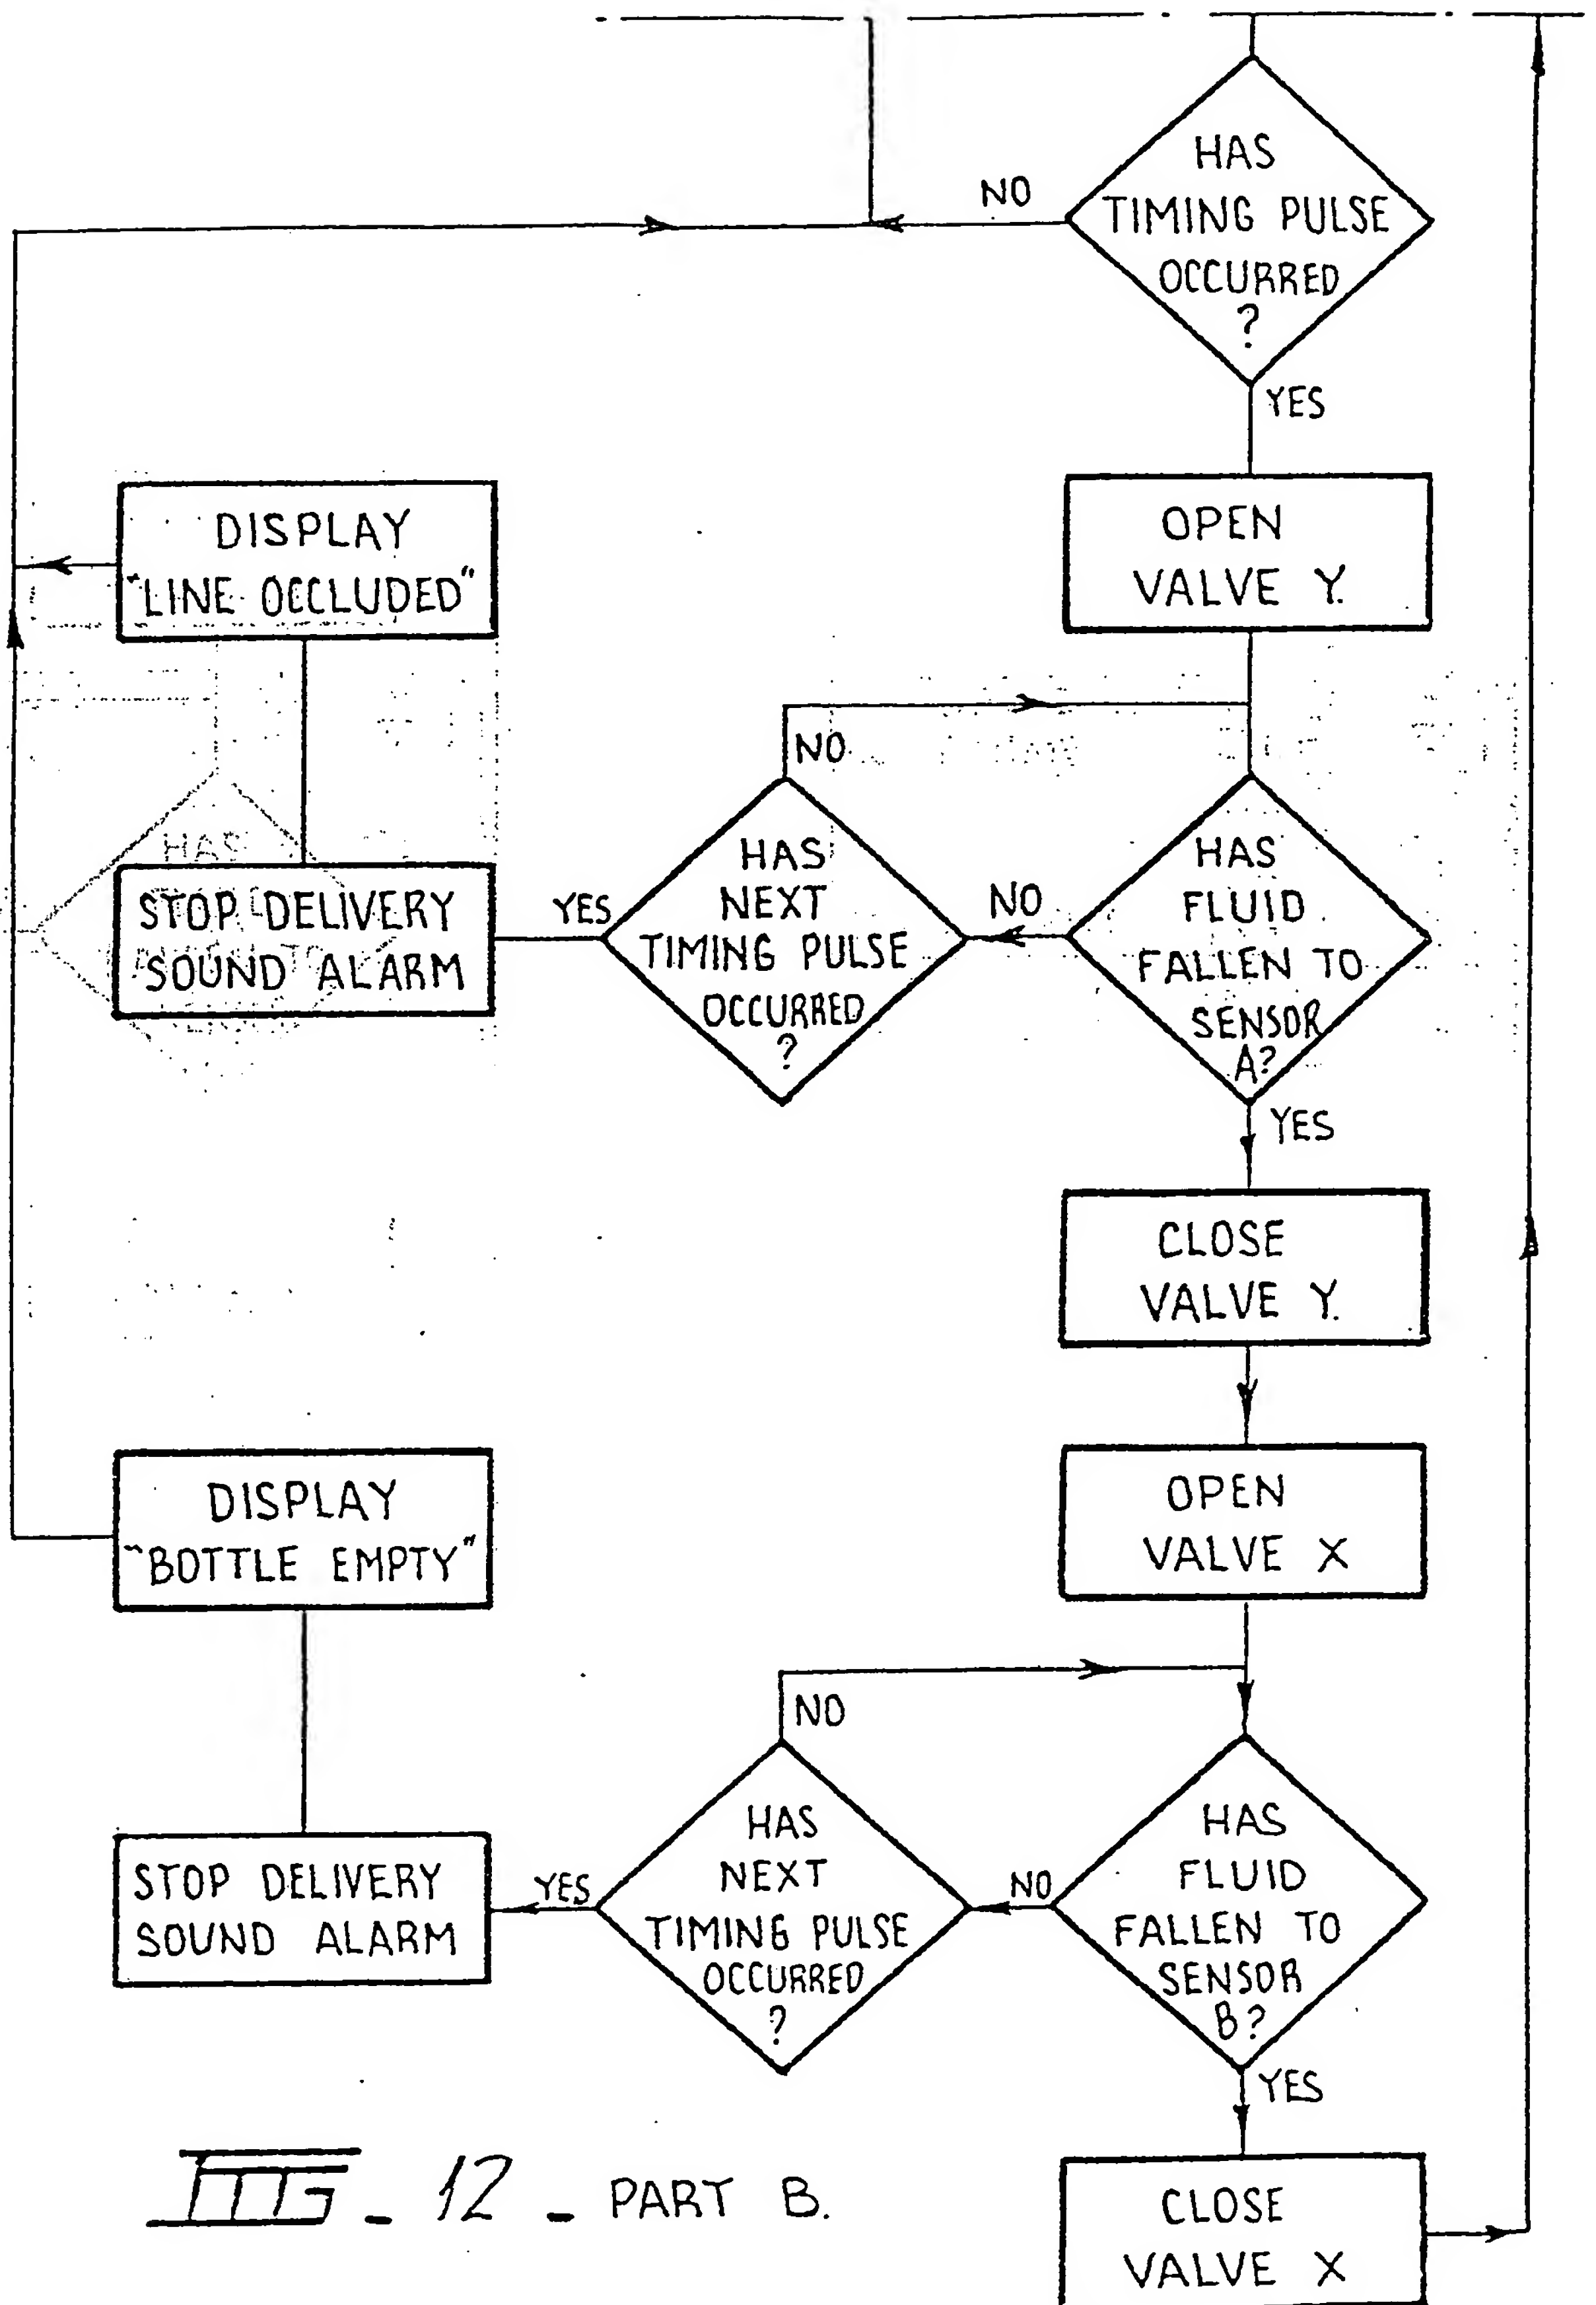 HAS
TIMING PULSE
OCCURRED
?
NO
YES
OPEN
VALVE Y.
DISPLAY
"LINE OCCLUDED"
NO
HAS
NEXT
TIMING PULSE
OCCURRED
?
HAS
FLUID
FALLEN TO
SENSOR
A?
NO
YES
STOP DELIVERY
SOUND ALARM
YES
CLOSE
VALVE Y.
OPEN
VALVE X
DISPLAY
"BOTTLE EMPTY"
NO
HAS
NEXT
TIMING PULSE
OCCURRED
?
HAS
FLUID
FALLEN TO
SENSOR
B?
NO
YES
STOP DELIVERY
SOUND ALARM
YES
CLOSE
VALVE X
FIG_12_ PART B.